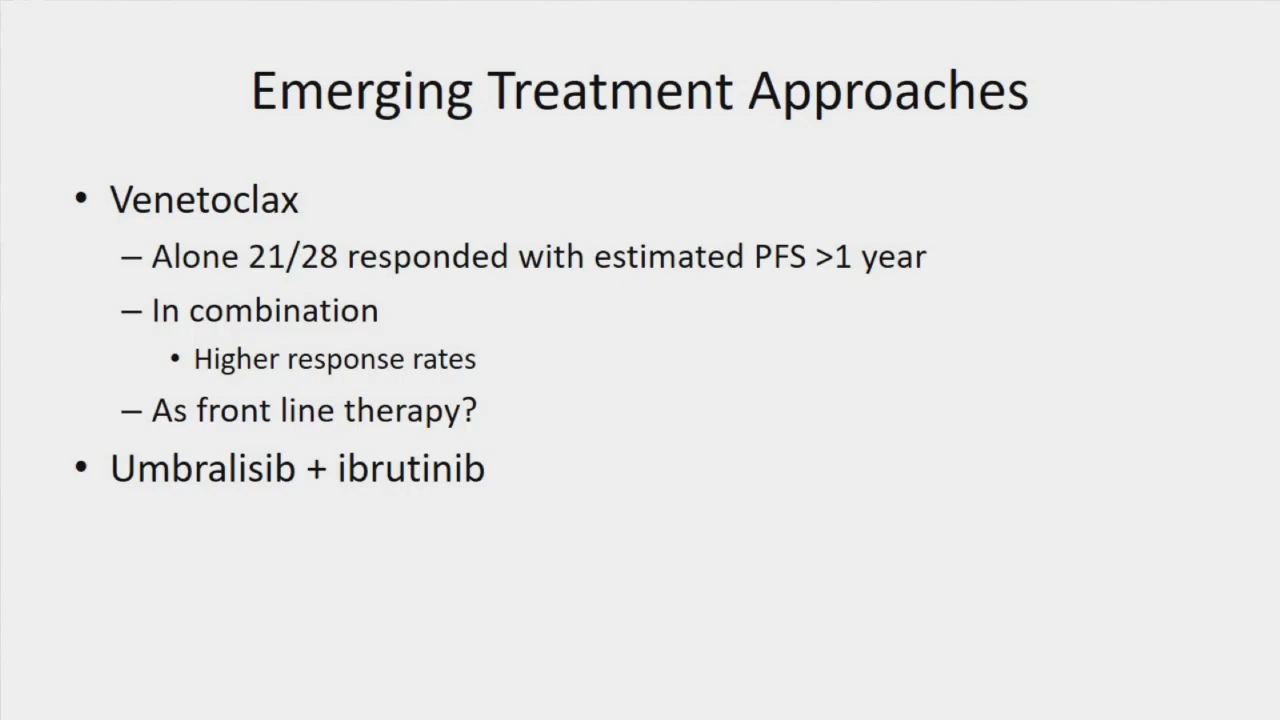 Emerging Treatment Approaches
• Venetoclax
– Alone 21/28 responded with estimated PFS >1 year
– In combination
• Higher response rates
– As front line therapy?
• Umbralisib + ibrutinib